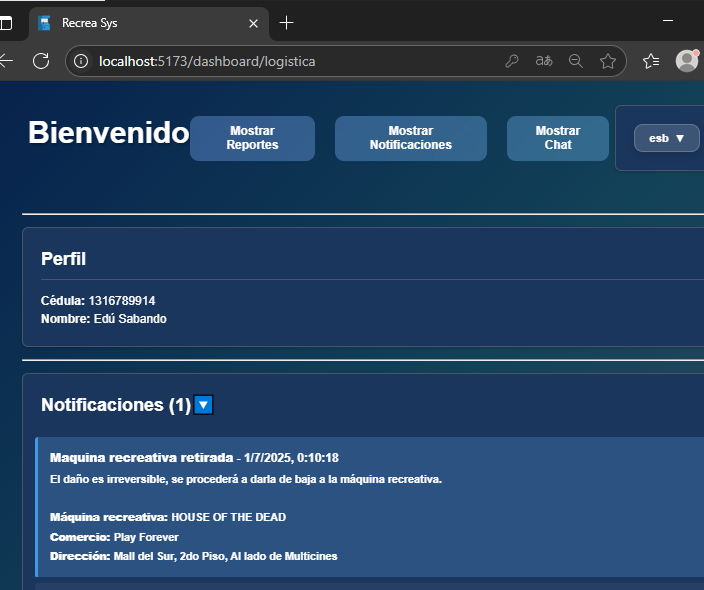 Recrea Sys
localhost:5173/dashboard/logistica
Bienvenido
Mostrar
Reportes
Mostrar
Notificaciones
Mostrar
Chat
esb ▼
Perfil
Cédula: 1316789914
Nombre: Edú Sabando
Notificaciones (1)
Maquina recreativa retirada - 1/7/2025, 0:10:18
El daño es irreversible, se procederá a darla de baja a la máquina recreativa.
Máquina recreativa: HOUSE OF THE DEAD
Comercio: Play Forever
Dirección: Mall del Sur, 2do Piso, Al lado de Multicines